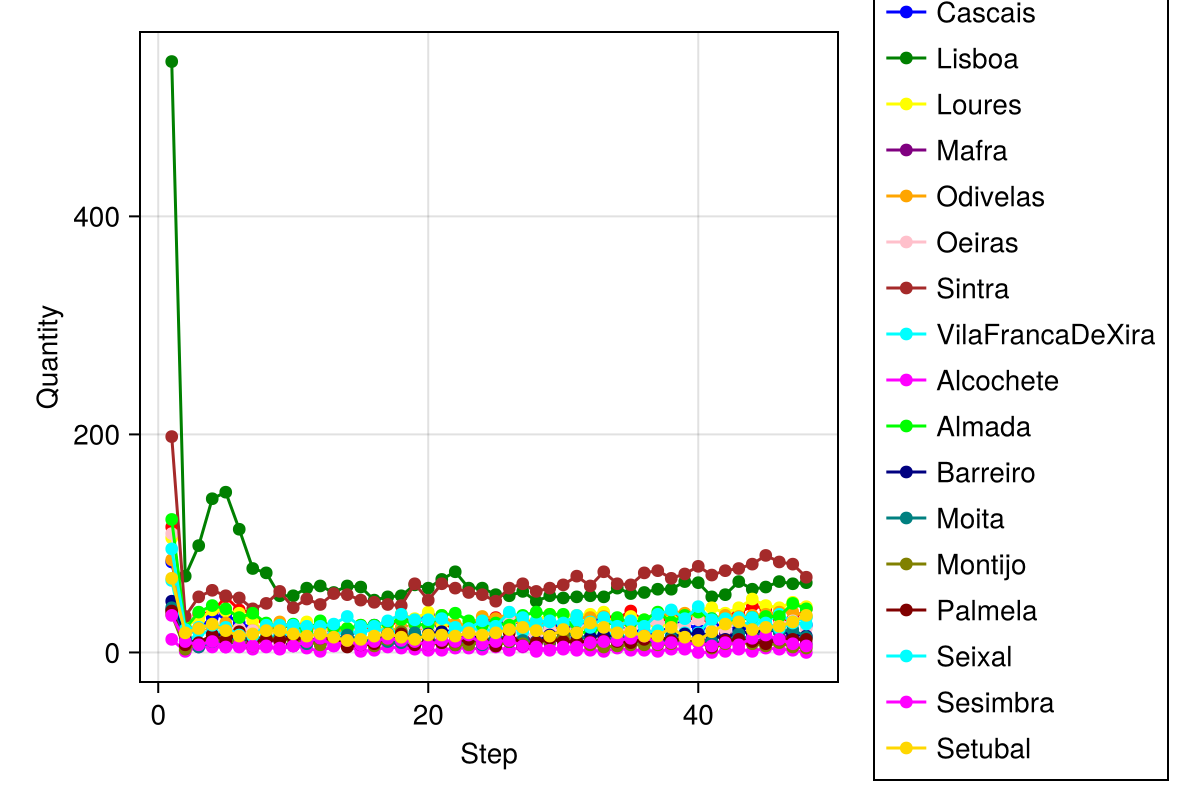 Cascais
Lisboa
Loures
Mafra
Odivelas
Oeiras
Sintra
VilaFrancaDeXira
Alcochete
Almada
Barreiro
Moita
Montijo
Palmela
Seixal
Sesimbra
Setubal
400
200
0
Quantity
0 20 40
Step